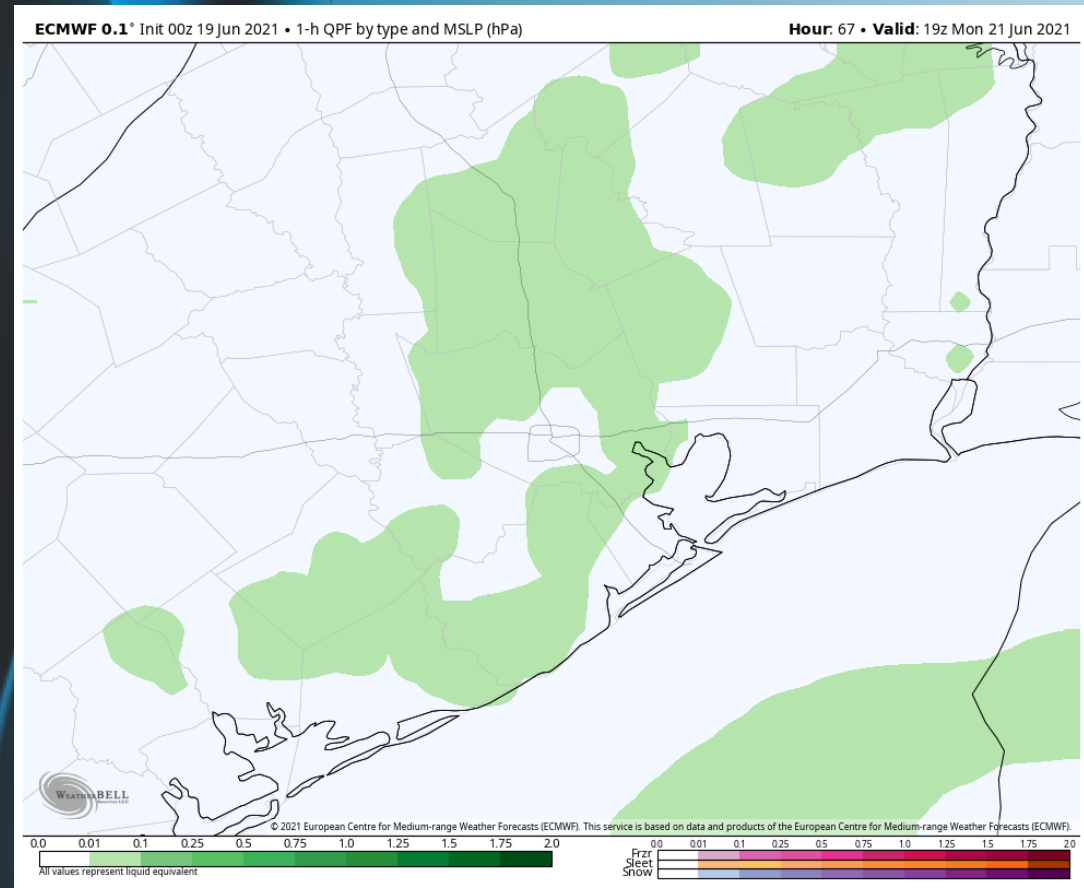 ECMWF 0.1° Init 00z 19 Jun 2021 • 1-h QPF by type and MSLP (hPa)
Hour: 67 • Valid: 19z Mon 21 Jun 2021
WEATHERBELL
Analytics LLC
© 2021 European Centre for Medium-range Weather Forecasts (ECMWF). This service is based on data and products of the European Centre for Medium-range Weather Forecasts (ECMWF).
0.0 0.01 0.1 0.25 0.5 0.75 1.0 1.25 1.5 1.75 2.0
All values represent liquid equivalent
0.0 0.01 0.1 0.25 0.5 0.75 1.0 1.25 1.5 1.75 2.0
Frzr
Sleet
Snow